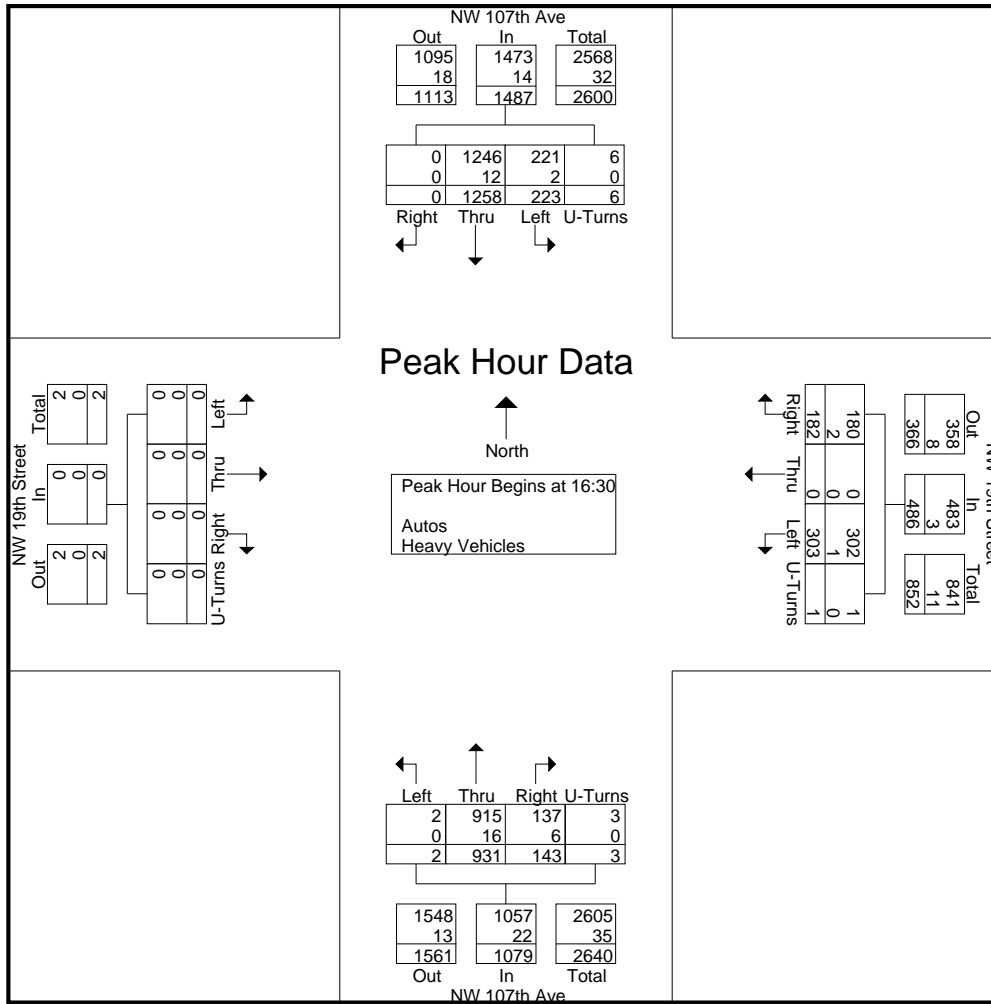 NW 107th Ave
Out In Total
1095 1473 2568
18 14 32
1113 1487 2600
0 1246 221 6
0 12 2 0
0 1258 223 6
Right Thru Left U-Turns
Peak Hour Data
North
Peak Hour Begins at 16:30
Autos
Heavy Vehicles
NW 19th Street
Total In Out
2 0 2
0 0 0
2 0 2
Left Thru Right U-Turns
0 0 0 0
0 0 0 0
0 0 0 0
Right Thru Left U-Turns
180 0 302 1
2 0 1 0
182 0 303 1
Street
Out In Total
358 483 841
8 3 11
366 486 852
Left Thru Right U-Turns
2 915 137 3
0 16 6 0
2 931 143 3
1548 1057 2605
13 22 35
1561 1079 2640
Out In Total
NW 107th Ave